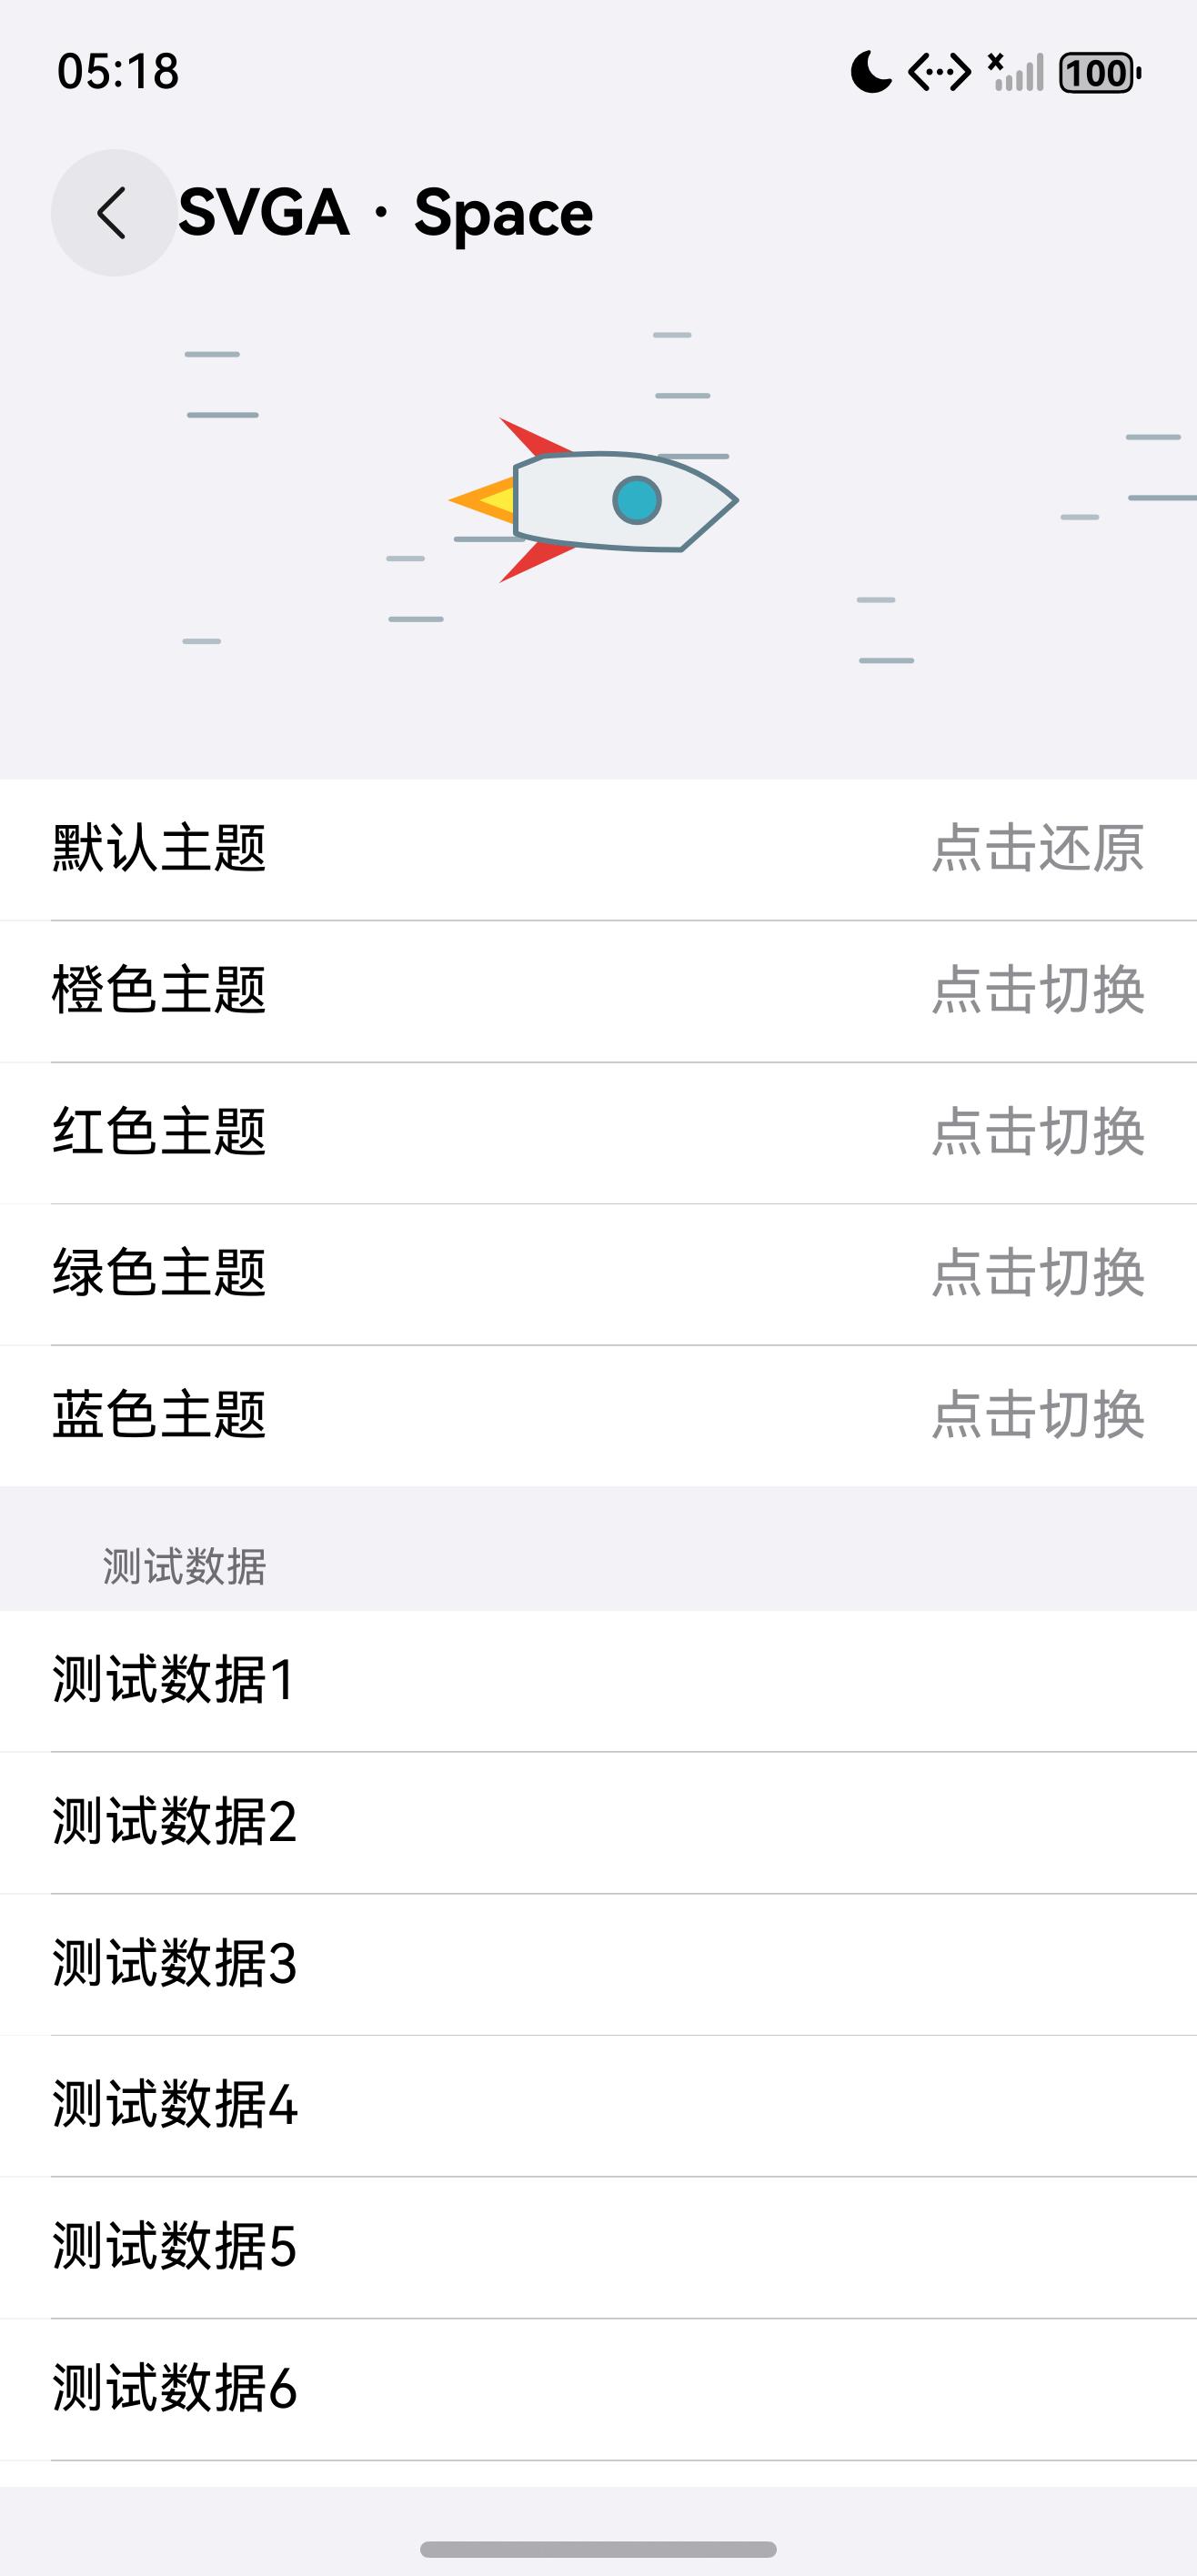 05:18
100
SVGA · Space
默认主题 点击还原
橙色主题 点击切换
红色主题 点击切换
绿色主题 点击切换
蓝色主题 点击切换
测试数据
测试数据1
测试数据2
测试数据3
测试数据4
测试数据5
测试数据6